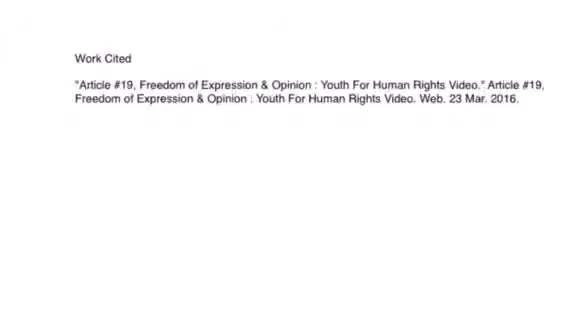 Work Cited
"Article #19, Freedom of Expression & Opinion : Youth For Human Rights Video." Article #19,
Freedom of Expression & Opinion : Youth For Human Rights Video. Web. 23 Mar. 2016.